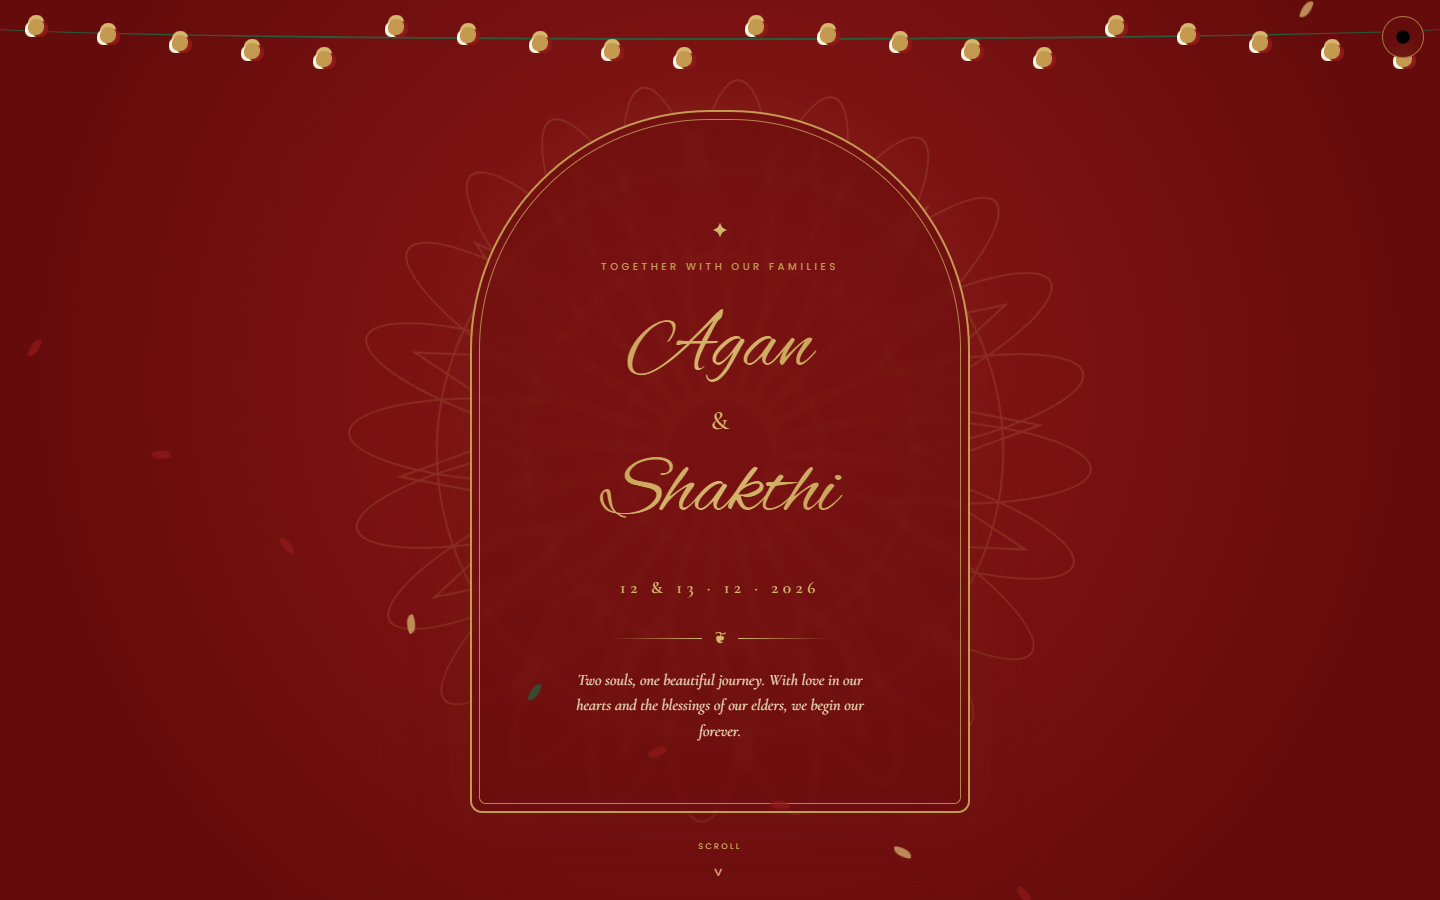 TOGETHER WITH OUR FAMILIES
Agan
&
Shakthi
12 & 13 · 12 · 2026
Two souls, one beautiful journey. With love in our
hearts and the blessings of our elders, we begin our
forever.
SCROLL